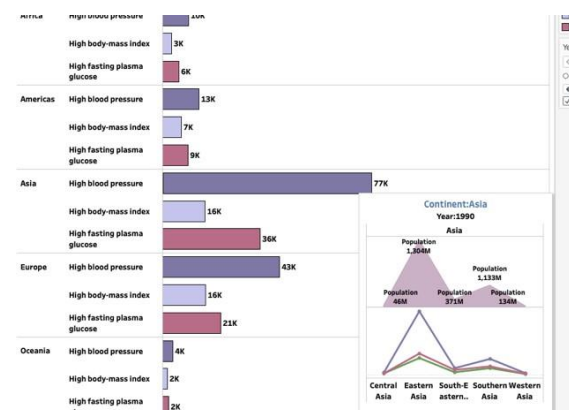 Africa High blood pressure 10K
High body-mass index 3K
High fasting plasma 6K
glucose
Americas High blood pressure 13K
High body-mass index 7K
High fasting plasma 9K
glucose
Asia High blood pressure 77K
High body-mass index 16K
High fasting plasma 36K
glucose
Europe High blood pressure 43K
High body-mass index 16K
High fasting plasma 21K
glucose
Oceania High blood pressure 4K
High body-mass index 2K
High fasting plasma 2K
Continent:Asia
Year:1990
Asia
Population
1,304M
Population
1,133M
Population Population Population
46M 371M 134M
Central Eastern South-E Southern Western
Asia Asia astern.. Asia Asia
Ye